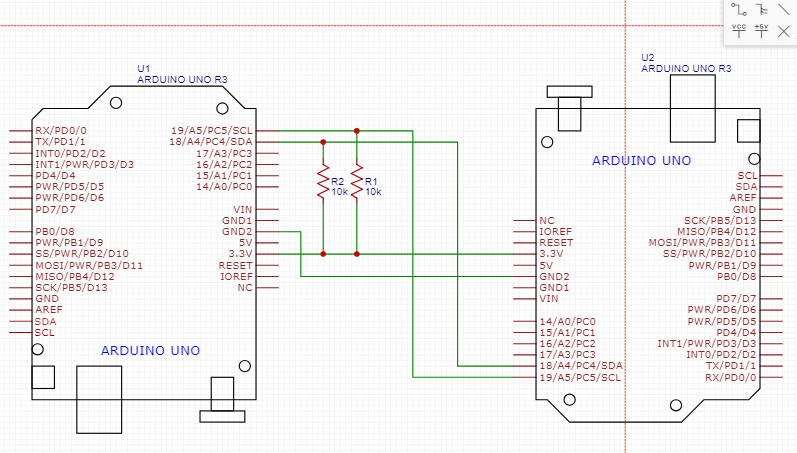 VCC +5V
U1
ARDUINO UNO R3
RX/PD0/0
TX/PD1/1
INT0/PD2/D2
INT1/PWR/PD3/D3
PD4/D4
PWR/PD5/D5
PWR/PD6/D6
PD7/D7
PB0/D8
PWR/PB1/D9
SS/PWR/PB2/D10
MOSI/PWR/PB3/D11
MISO/PB4/D12
SCK/PB5/D13
GND
AREF
SDA
SCL
19/A5/PC5/SCL
18/A4/PC4/SDA
17/A3/PC3
16/A2/PC2
15/A1/PC1
14/A0/PC0
VIN
GND1
GND2
5V
3.3V
RESET
IOREF
NC
ARDUINO UNO
R2
10k
R1
10k
U2
ARDUINO UNO R3
ARDUINO UNO
NC
IOREF
RESET
3.3V
5V
GND2
GND1
VIN
14/A0/PC0
15/A1/PC1
16/A2/PC2
17/A3/PC3
18/A4/PC4/SDA
19/A5/PC5/SCL
SCL
SDA
AREF
GND
SCK/PB5/D13
MISO/PB4/D12
MOSI/PWR/PB3/D11
SS/PWR/PB2/D10
PWR/PB1/D9
PB0/D8
PD7/D7
PWR/PD6/D6
PWR/PD5/D5
PD4/D4
INT1/PWR/PD3/D3
INT0/PD2/D2
TX/PD1/1
RX/PD0/0